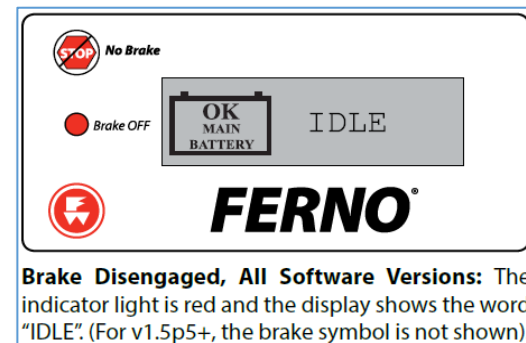 STOP No Brake
Brake OFF
OK
MAIN
BATTERY
IDLE
FERNO®
Brake Disengaged, All Software Versions: The
indicator light is red and the display shows the word
“IDLE”. (For v1.5p5+, the brake symbol is not shown)